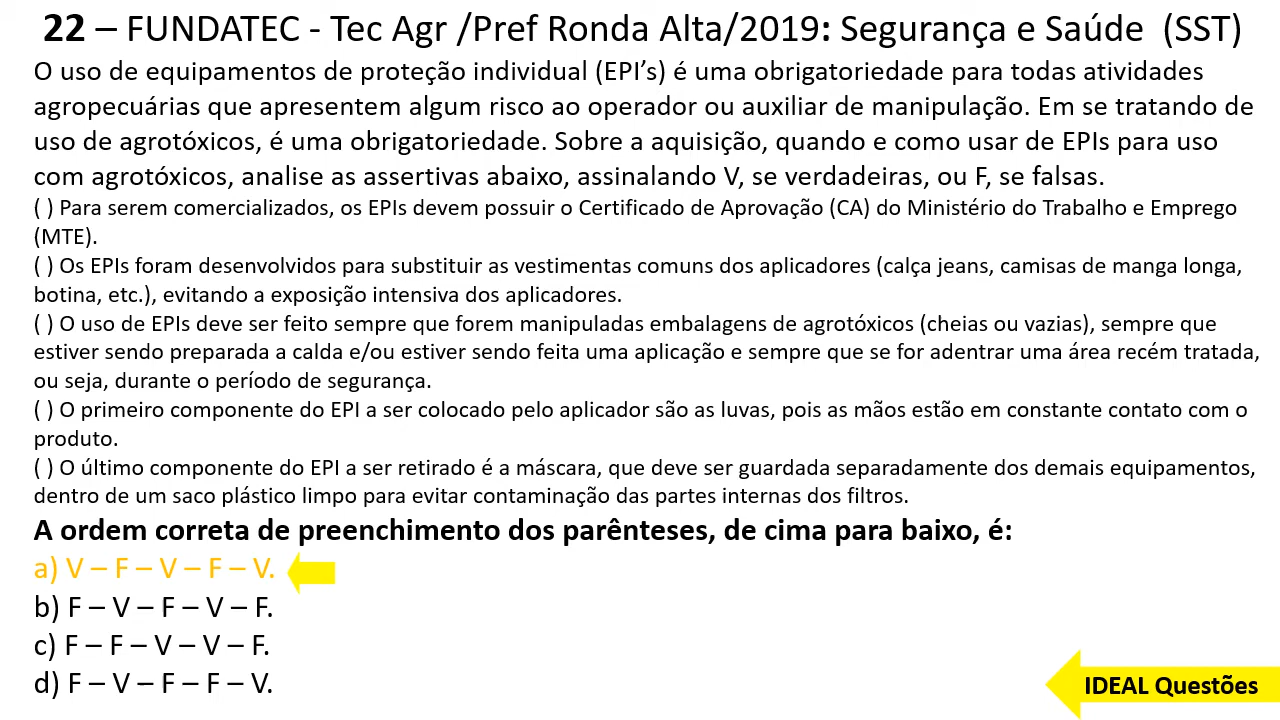 22 – FUNDATEC - Tec Agr /Pref Ronda Alta/2019: Segurança e Saúde (SST)
O uso de equipamentos de proteção individual (EPI’s) é uma obrigatoriedade para todas atividades
agropecuárias que apresentem algum risco ao operador ou auxiliar de manipulação. Em se tratando de
uso de agrotóxicos, é uma obrigatoriedade. Sobre a aquisição, quando e como usar de EPIs para uso
com agrotóxicos, analise as assertivas abaixo, assinalando V, se verdadeiras, ou F, se falsas.
( ) Para serem comercializados, os EPIs devem possuir o Certificado de Aprovação (CA) do Ministério do Trabalho e Emprego
(MTE).
( ) Os EPIs foram desenvolvidos para substituir as vestimentas comuns dos aplicadores (calça jeans, camisas de manga longa,
botina, etc.), evitando a exposição intensiva dos aplicadores.
( ) O uso de EPIs deve ser feito sempre que forem manipuladas embalagens de agrotóxicos (cheias ou vazias), sempre que
estiver sendo preparada a calda e/ou estiver sendo feita uma aplicação e sempre que se for adentrar uma área recém tratada,
ou seja, durante o período de segurança.
( ) O primeiro componente do EPI a ser colocado pelo aplicador são as luvas, pois as mãos estão em constante contato com o
produto.
( ) O último componente do EPI a ser retirado é a máscara, que deve ser guardada separadamente dos demais equipamentos,
dentro de um saco plástico limpo para evitar contaminação das partes internas dos filtros.
A ordem correta de preenchimento dos parênteses, de cima para baixo, é:
a) V – F – V – F – V.
b) F – V – F – V – F.
c) F – F – V – V – F.
d) F – V – F – F – V.
IDEAL Questões